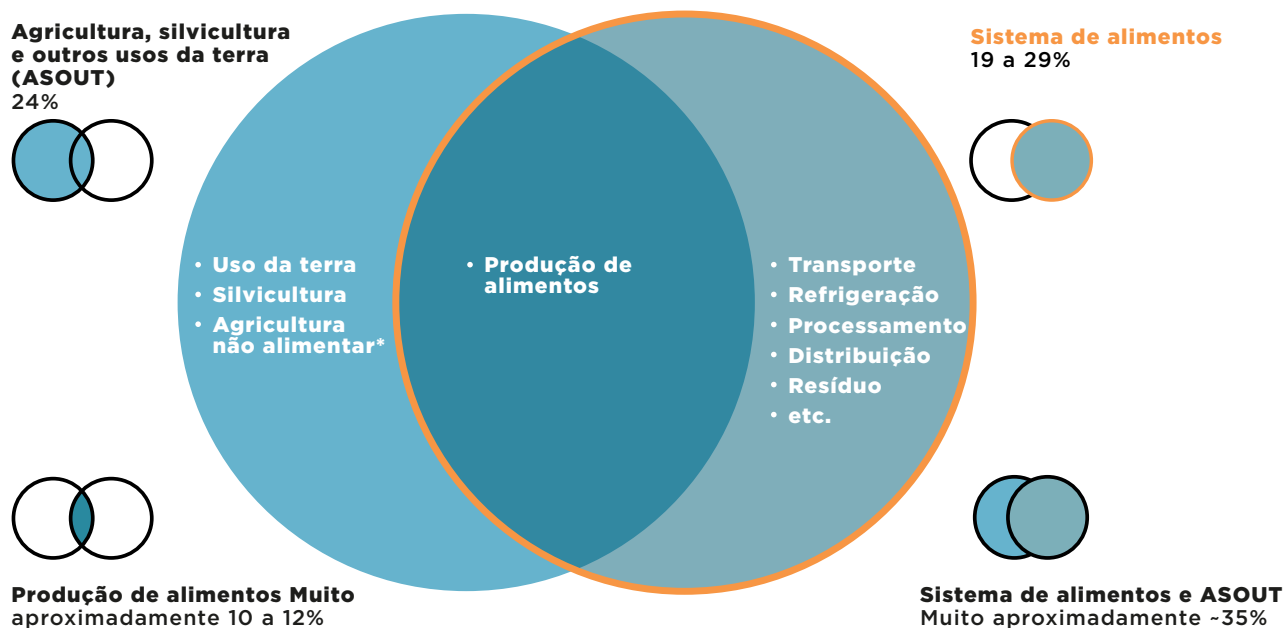 Agricultura, silvicultura
e outros usos da terra
(ASOUT)
24%
Sistema de alimentos
19 a 29%
• Uso da terra
• Silvicultura
• Agricultura
não alimentar*
• Produção de
alimentos
• Transporte
• Refrigeração
• Processamento
• Distribuição
• Resíduo
• etc.
Produção de alimentos Muito
aproximadamente 10 a 12%
Sistema de alimentos e ASOUT
Muito aproximadamente ~35%